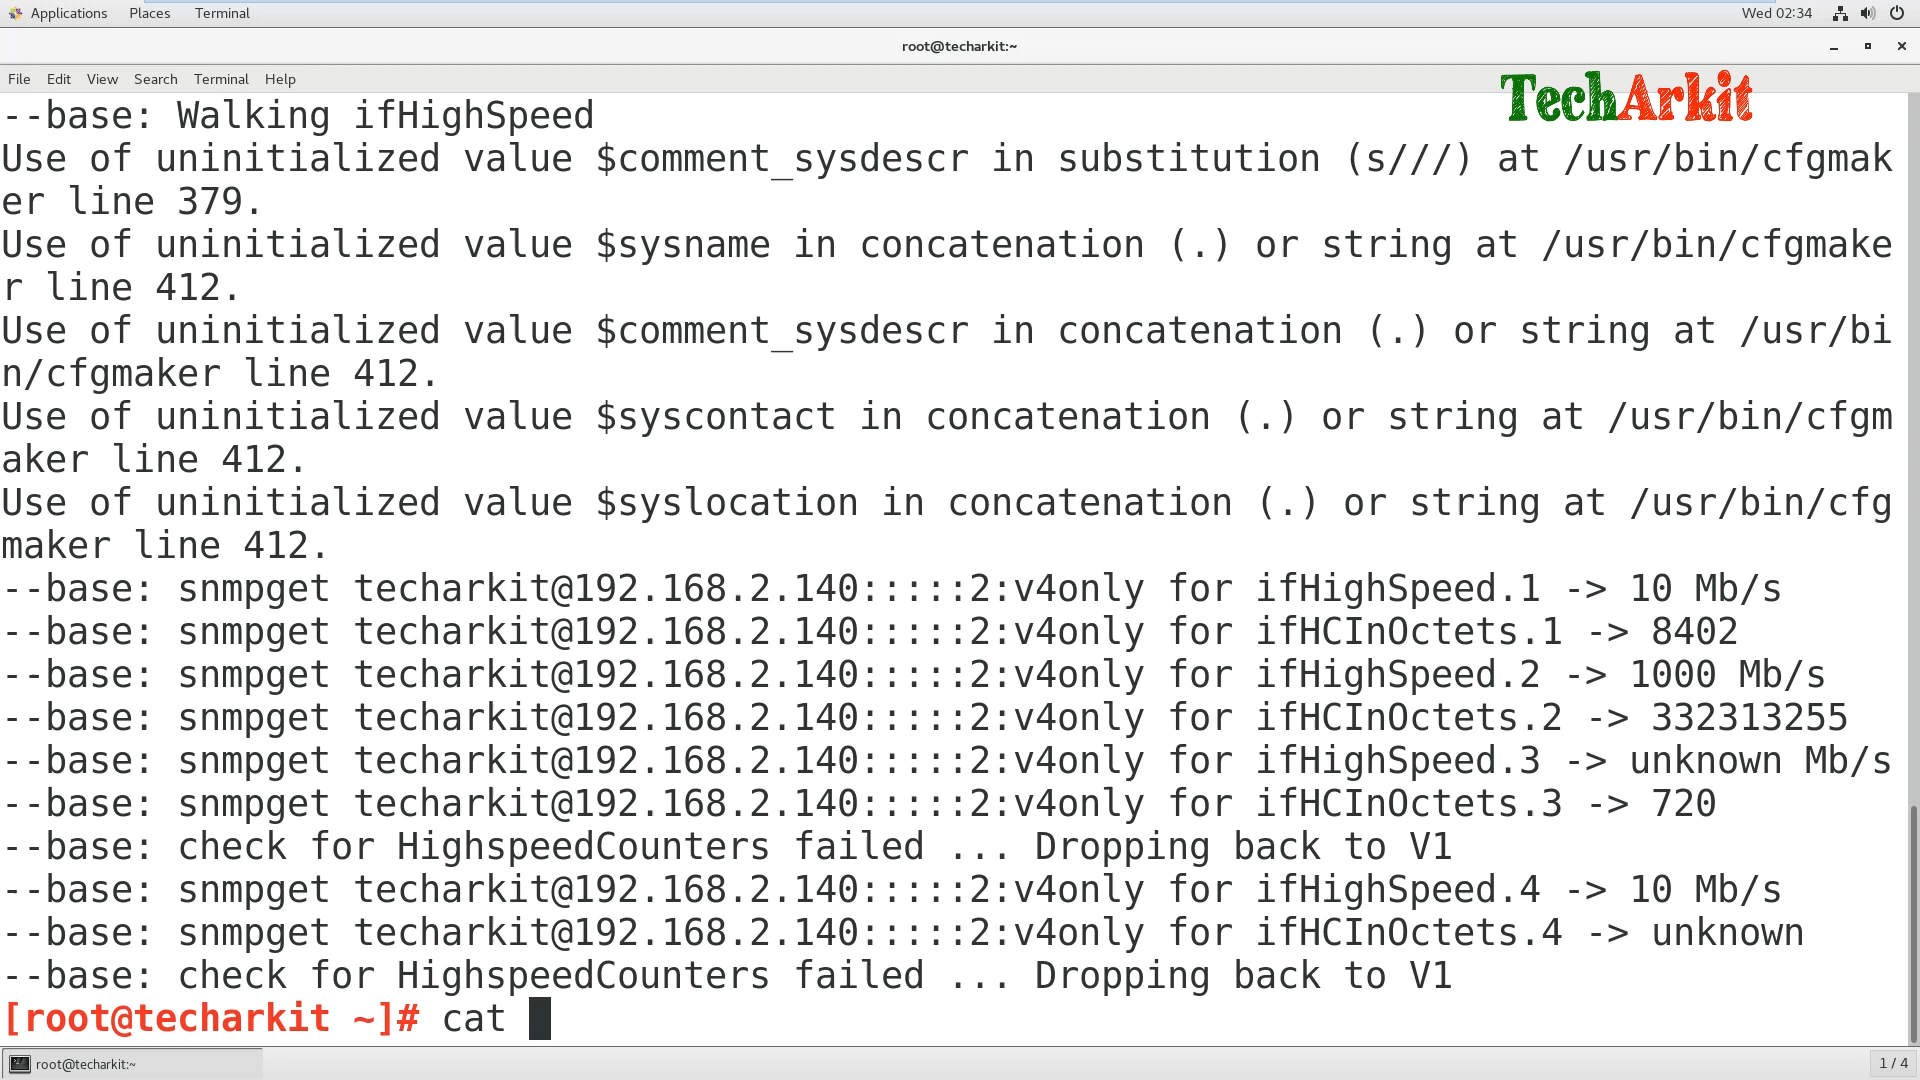 Applications Places Terminal Wed 02:34
root@techarkit:~
File Edit View Search Terminal Help
TechArkit
--base: Walking ifHighSpeed
Use of uninitialized value $comment_sysdescr in substitution (s///) at /usr/bin/cfgmak
er line 379.
Use of uninitialized value $sysname in concatenation (.) or string at /usr/bin/cfgmake
r line 412.
Use of uninitialized value $comment_sysdescr in concatenation (.) or string at /usr/bi
n/cfgmaker line 412.
Use of uninitialized value $syscontact in concatenation (.) or string at /usr/bin/cfgm
aker line 412.
Use of uninitialized value $syslocation in concatenation (.) or string at /usr/bin/cfg
maker line 412.
--base: snmpget techarkit@192.168.2.140:::::2:v4only for ifHighSpeed.1 -> 10 Mb/s
--base: snmpget techarkit@192.168.2.140:::::2:v4only for ifHCInOctets.1 -> 8402
--base: snmpget techarkit@192.168.2.140:::::2:v4only for ifHighSpeed.2 -> 1000 Mb/s
--base: snmpget techarkit@192.168.2.140:::::2:v4only for ifHCInOctets.2 -> 332313255
--base: snmpget techarkit@192.168.2.140:::::2:v4only for ifHighSpeed.3 -> unknown Mb/s
--base: snmpget techarkit@192.168.2.140:::::2:v4only for ifHCInOctets.3 -> 720
--base: check for HighspeedCounters failed ... Dropping back to V1
--base: snmpget techarkit@192.168.2.140:::::2:v4only for ifHighSpeed.4 -> 10 Mb/s
--base: snmpget techarkit@192.168.2.140:::::2:v4only for ifHCInOctets.4 -> unknown
--base: check for HighspeedCounters failed ... Dropping back to V1
[root@techarkit ~]# cat
root@techarkit:~ 1 / 4